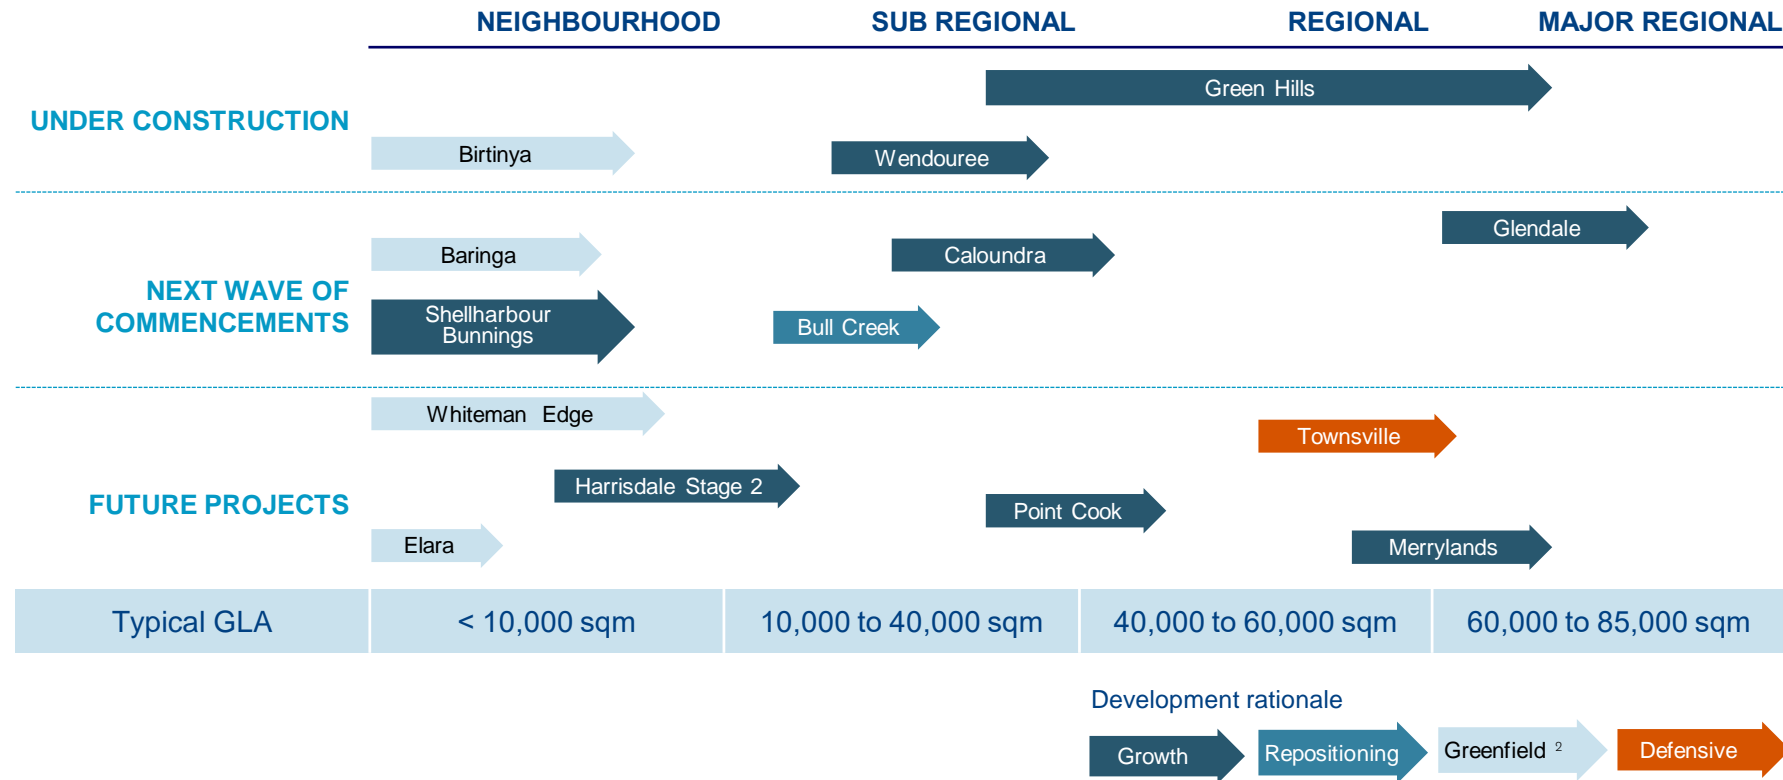 NEIGHBOURHOOD SUB REGIONAL REGIONAL MAJOR REGIONAL
UNDER CONSTRUCTION
Green Hills
Birtinya
Wendouree
NEXT WAVE OF
COMMENCEMENTS
Glendale
Baringa
Caloundra
Shellharbour
Bunnings
Bull Creek
FUTURE PROJECTS
Whiteman Edge
Townsville
Harrisdale Stage 2
Point Cook
Elara
Merrylands
Typical GLA < 10,000 sqm 10,000 to 40,000 sqm 40,000 to 60,000 sqm 60,000 to 85,000 sqm
Development rationale
Growth Repositioning Greenfield ² Defensive